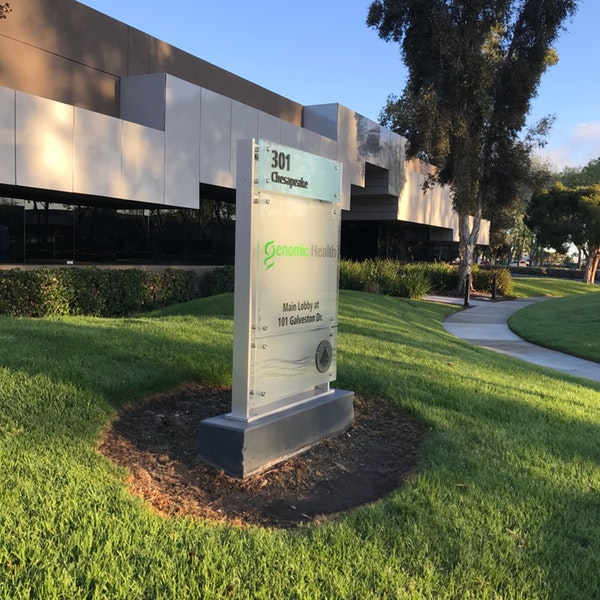 301
Chesapeake
Genomic Health
Main Lobby at
101 Galveston Dr.